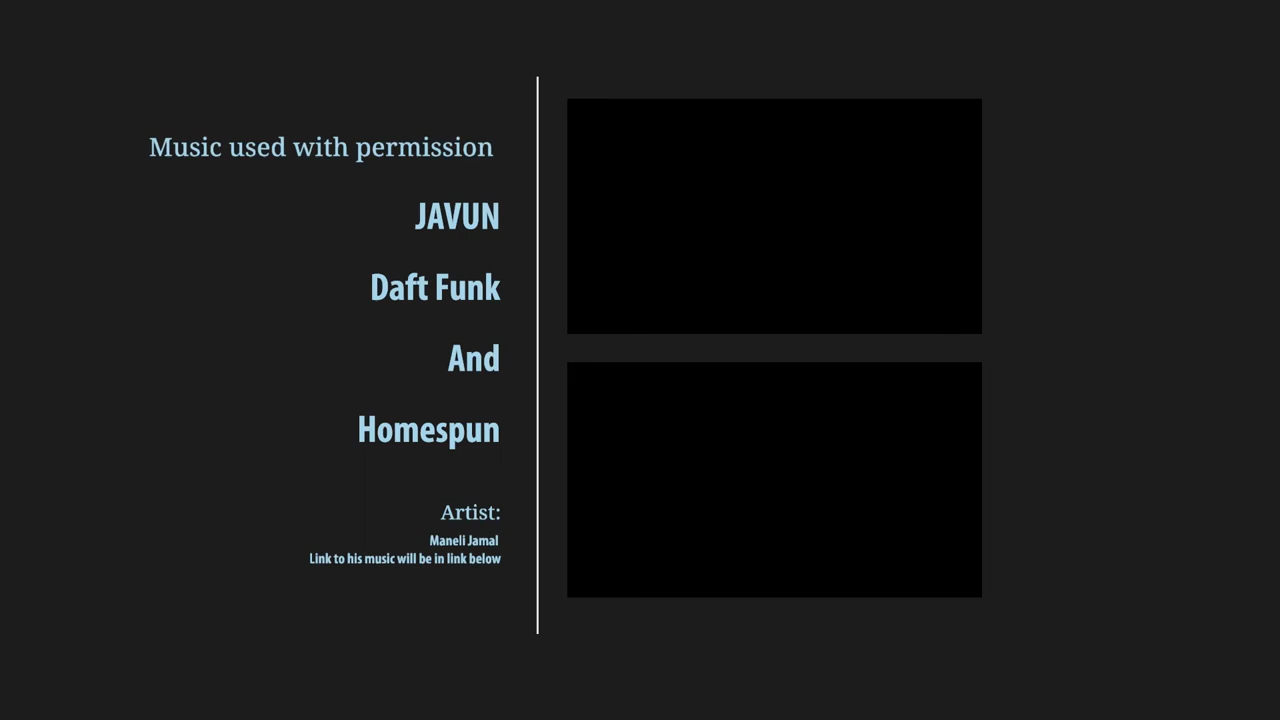 Music used with permission
JAVUN
Daft Funk
And
Homespun
Artist:
Maneli Jamal
Link to his music will be in link below